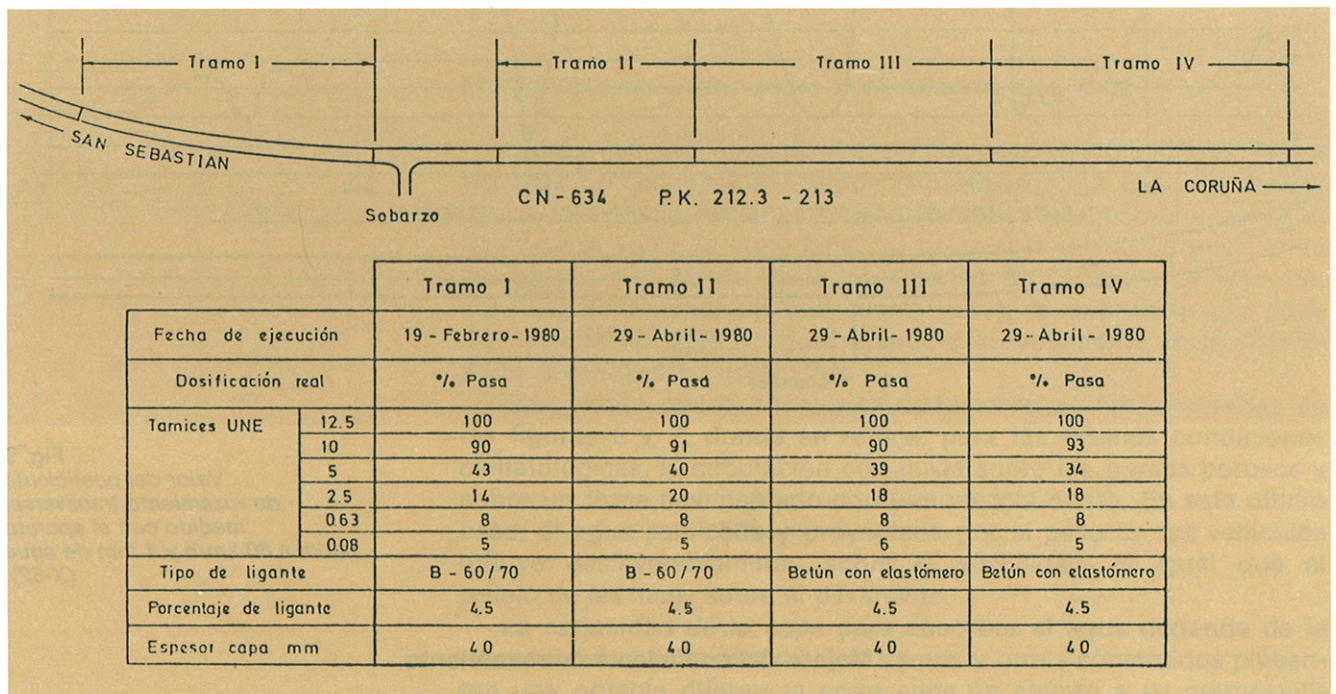 Tramo I Tramo II Tramo III Tramo IV
SAN SEBASTIAN
Sobarzo
CN-634 P.K. 212.3 - 213
LA CORUÑA
Tramo I Tramo II Tramo III Tramo IV
Fecha de ejecución 19-Febrero-1980 29-Abril-1980 29-Abril-1980 29-Abril-1980
Dosificación real % Pasa % Pasa % Pasa % Pasa
Tamices UNE 12.5 100 100 100 100
10 90 91 90 93
5 43 40 39 34
2.5 14 20 18 18
0.63 8 8 8 8
0.08 5 5 6 5
Tipo de ligante B-60/70 B-60/70 Betún con elastómero Betún con elastómero
Porcentaje de ligante 4.5 4.5 4.5 4.5
Espesor capa mm 40 40 40 40